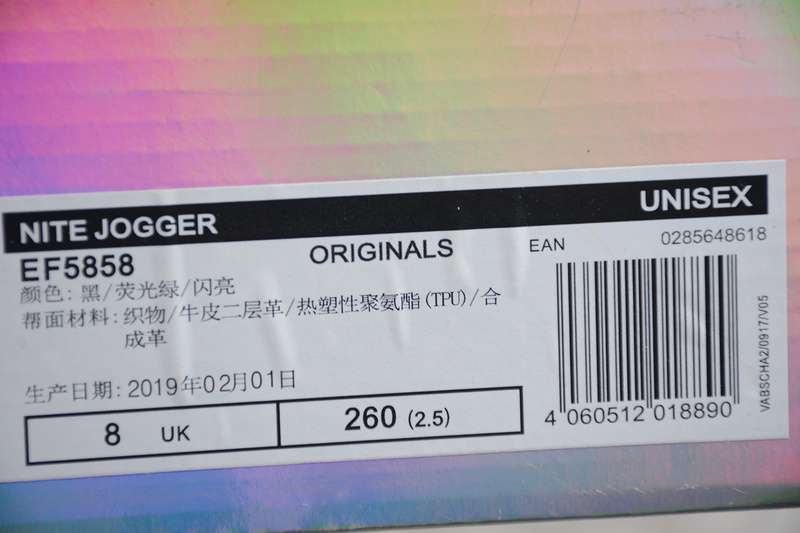 NITE JOGGER
UNISEX
EF5858
ORIGINALS
EAN
0285648618
颜色: 黑/荧光绿/闪亮
帮面材料: 织物/牛皮二层革/热塑性聚氨酯(TPU)/合
成革
生产日期: 2019年02月01日
8 UK
260 (2.5)
4 060512 018890
VABSCHA2/0917/V05